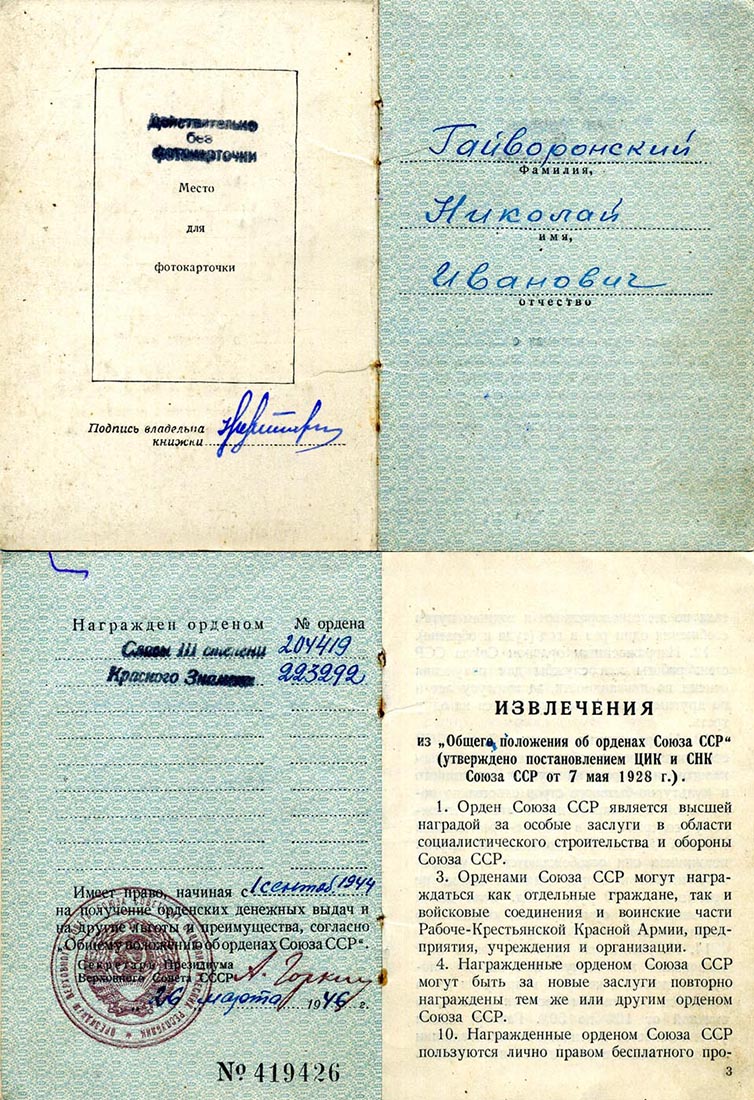 Действительно
без
фотокарточки
Место
для
фотокарточки
Подпись владельца
книжки
Гайворонский
Фамилия,
Николай
имя,
Иванович
отчество
Награжден орденом № ордена
Славы III степени 204419
Красного Знамени 223292
Имеет право, начиная с 1 сентяб. 1944
на получение орденских денежных выдач и
на другие льготы и преимущества, согласно
„Общему положению об орденах Союза ССР“.
Секретарь Президиума
Верховного Совета СССР А. Горкин
„26“ марта 1946 г.
№ 419426
ИЗВЛЕЧЕНИЯ
из „Общего положения об орденах Союза ССР“
(утверждено постановлением ЦИК и СНК
Союза ССР от 7 мая 1928 г.).
1. Орден Союза ССР является высшей
наградой за особые заслуги в области
социалистического строительства и обороны
Союза ССР.
3. Орденами Союза ССР могут награ-
ждаться как отдельные граждане, так и
войсковые соединения и воинские части
Рабоче-Крестьянской Красной Армии, пред-
приятия, учреждения и организации.
4. Награжденные орденом Союза ССР
могут быть за новые заслуги повторно
награждены тем же или другим орденом
Союза ССР.
10. Награжденные орденом Союза ССР
пользуются лично правом бесплатного про-
3